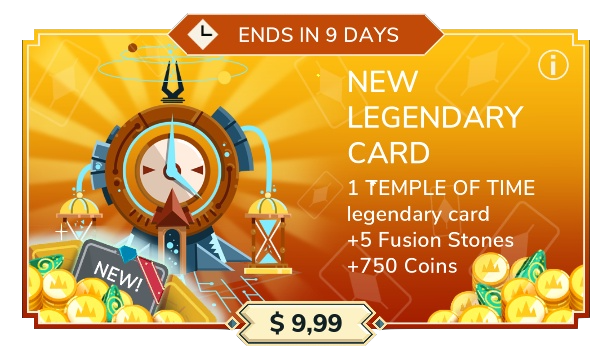 ENDS IN 9 DAYS
NEW
LEGENDARY
CARD
1 TEMPLE OF TIME
legendary card
+5 Fusion Stones
+750 Coins
NEW!
$ 9,99